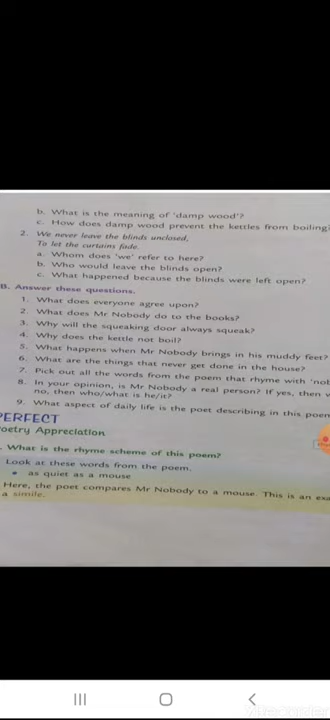 b. What is the meaning of 'damp wood'?
c. How does damp wood prevent the kettles from boiling
2. We never leave the blinds unclosed,
To let the curtains fade.
a. Whom does 'we' refer to here?
b. Who would leave the blinds open?
c. What happened because the blinds were left open?
B. Answer these questions.
1. What does everyone agree upon?
2. What does Mr Nobody do to the books?
3. Why will the squeaking door always squeak?
4. Why does the kettle not boil?
5. What happens when Mr Nobody brings in his muddy feet?
6. What are the things that never get done in the house?
7. Pick out all the words from the poem that rhyme with 'nob
8. In your opinion, is Mr Nobody a real person? If yes, then w
no, then who/what is he/it?
9. What aspect of daily life is the poet describing in this poem
PERFECT
oetry Appreciation
. What is the rhyme scheme of this poem?
Look at these words from the poem.
• as quiet as a mouse
Here, the poet compares Mr Nobody to a mouse. This is an exa
a simile.